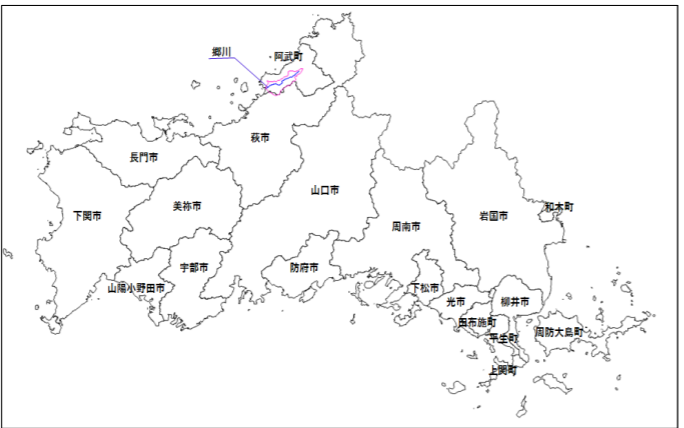 郷川
阿武町
萩市
長門市
山口市
美祢市
下関市
岩国市
和木町
周南市
宇部市
防府市
山陽小野田市
下松市
光市
柳井市
田布施町
周防大島町
平生町
上関町